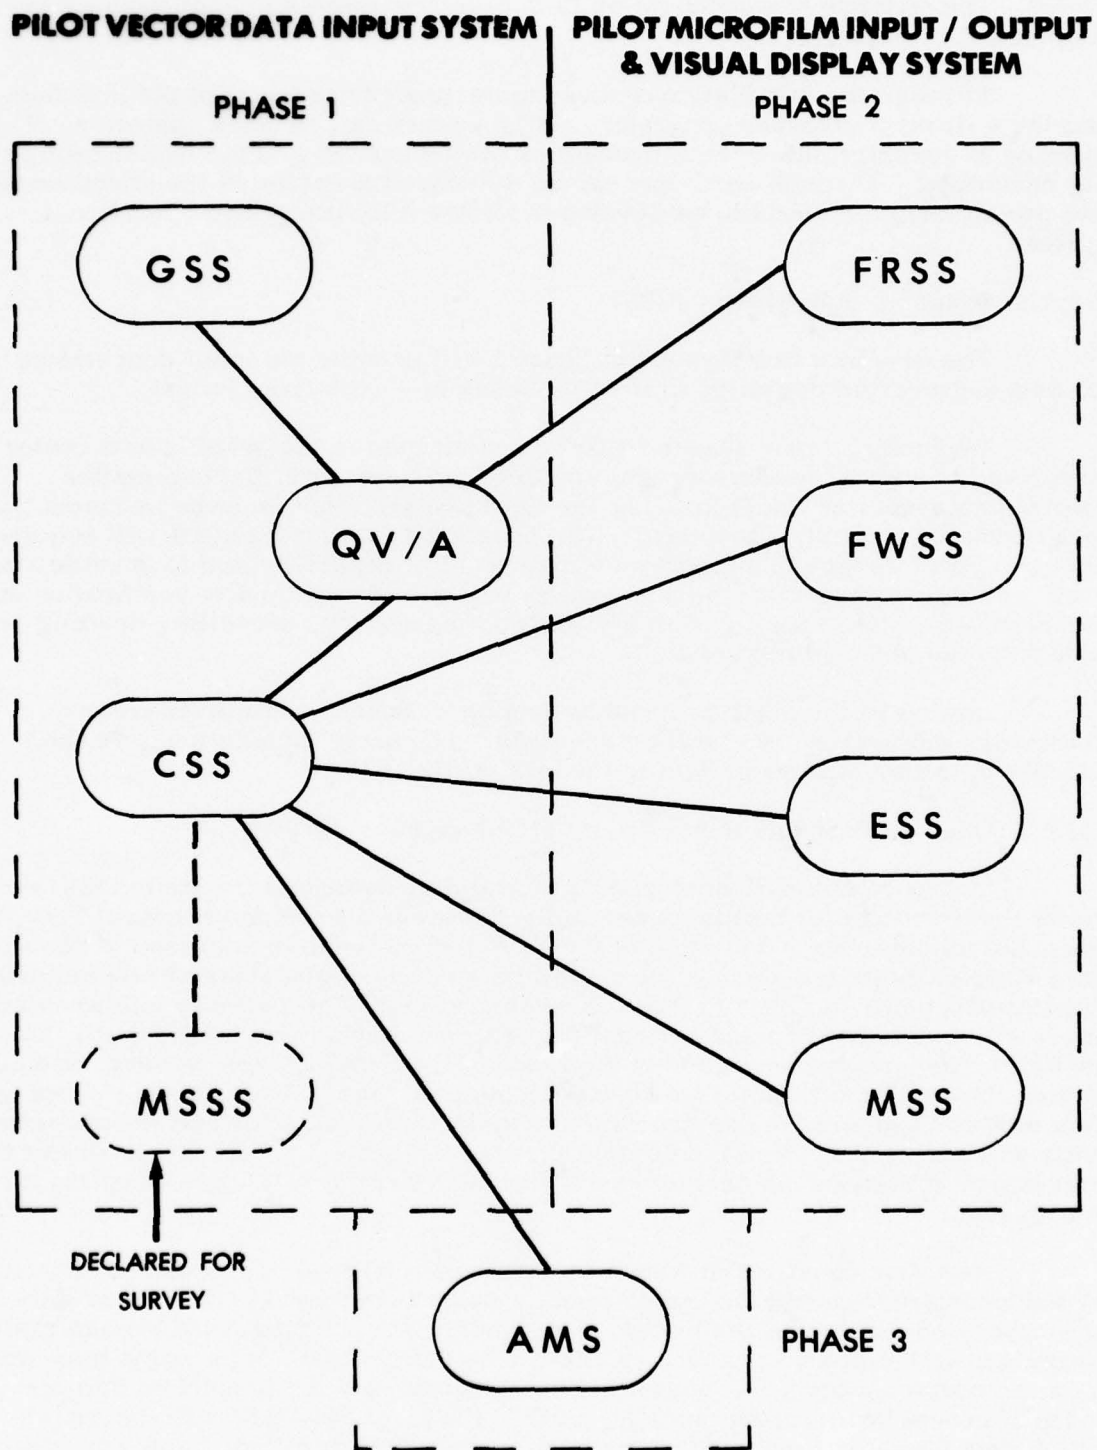 PILOT VECTOR DATA INPUT SYSTEM
PILOT MICROFILM INPUT / OUTPUT
& VISUAL DISPLAY SYSTEM
PHASE 1
PHASE 2
GSS
FRSS
QV/A
FWSS
CSS
ESS
MSSS
MSS
DECLARED FOR
SURVEY
AMS
PHASE 3